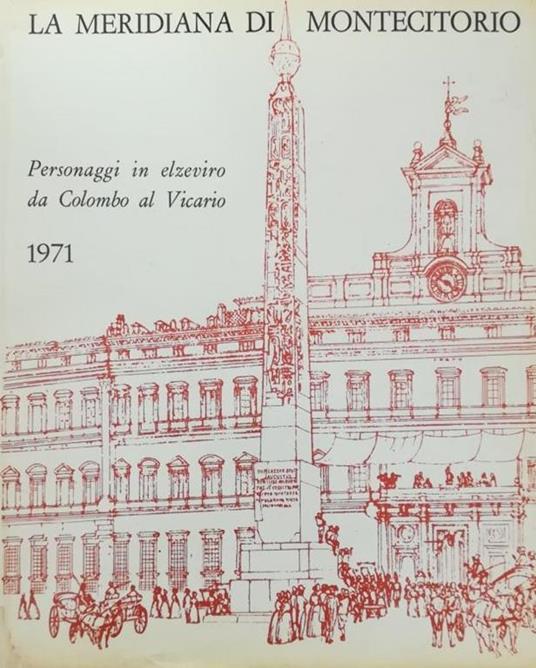 LA MERIDIANA DI MONTECITORIO
Personaggi in elzeviro
da Colombo al Vicario
1971